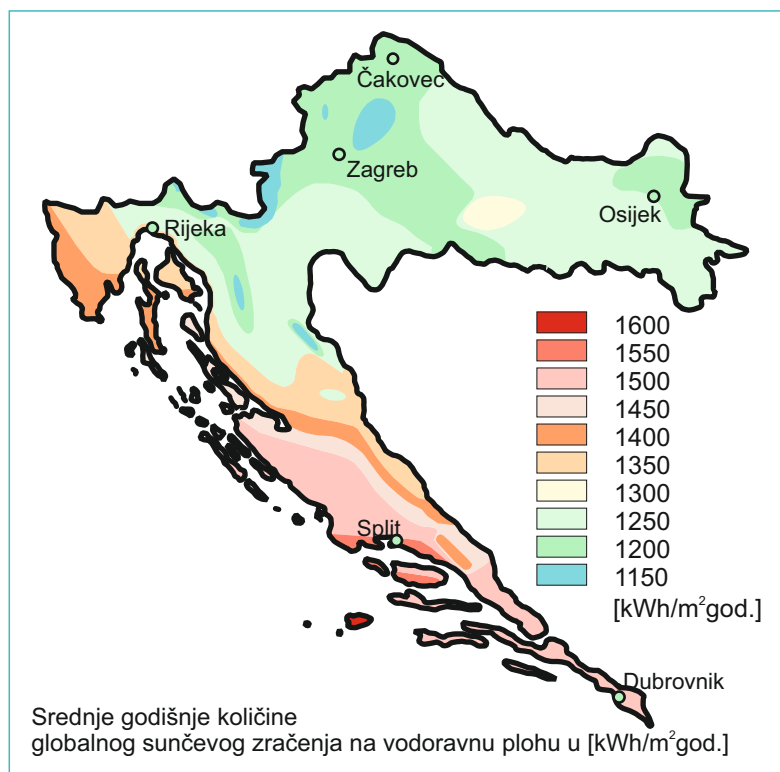 Čakovec
Zagreb
Osijek
Rijeka
1600
1550
1500
1450
1400
1350
1300
1250
1200
1150
[kWh/m²god.]
Split
Dubrovnik
Srednje godišnje količine
globalnog sunčevog zračenja na vodoravnu plohu u [kWh/m²god.]